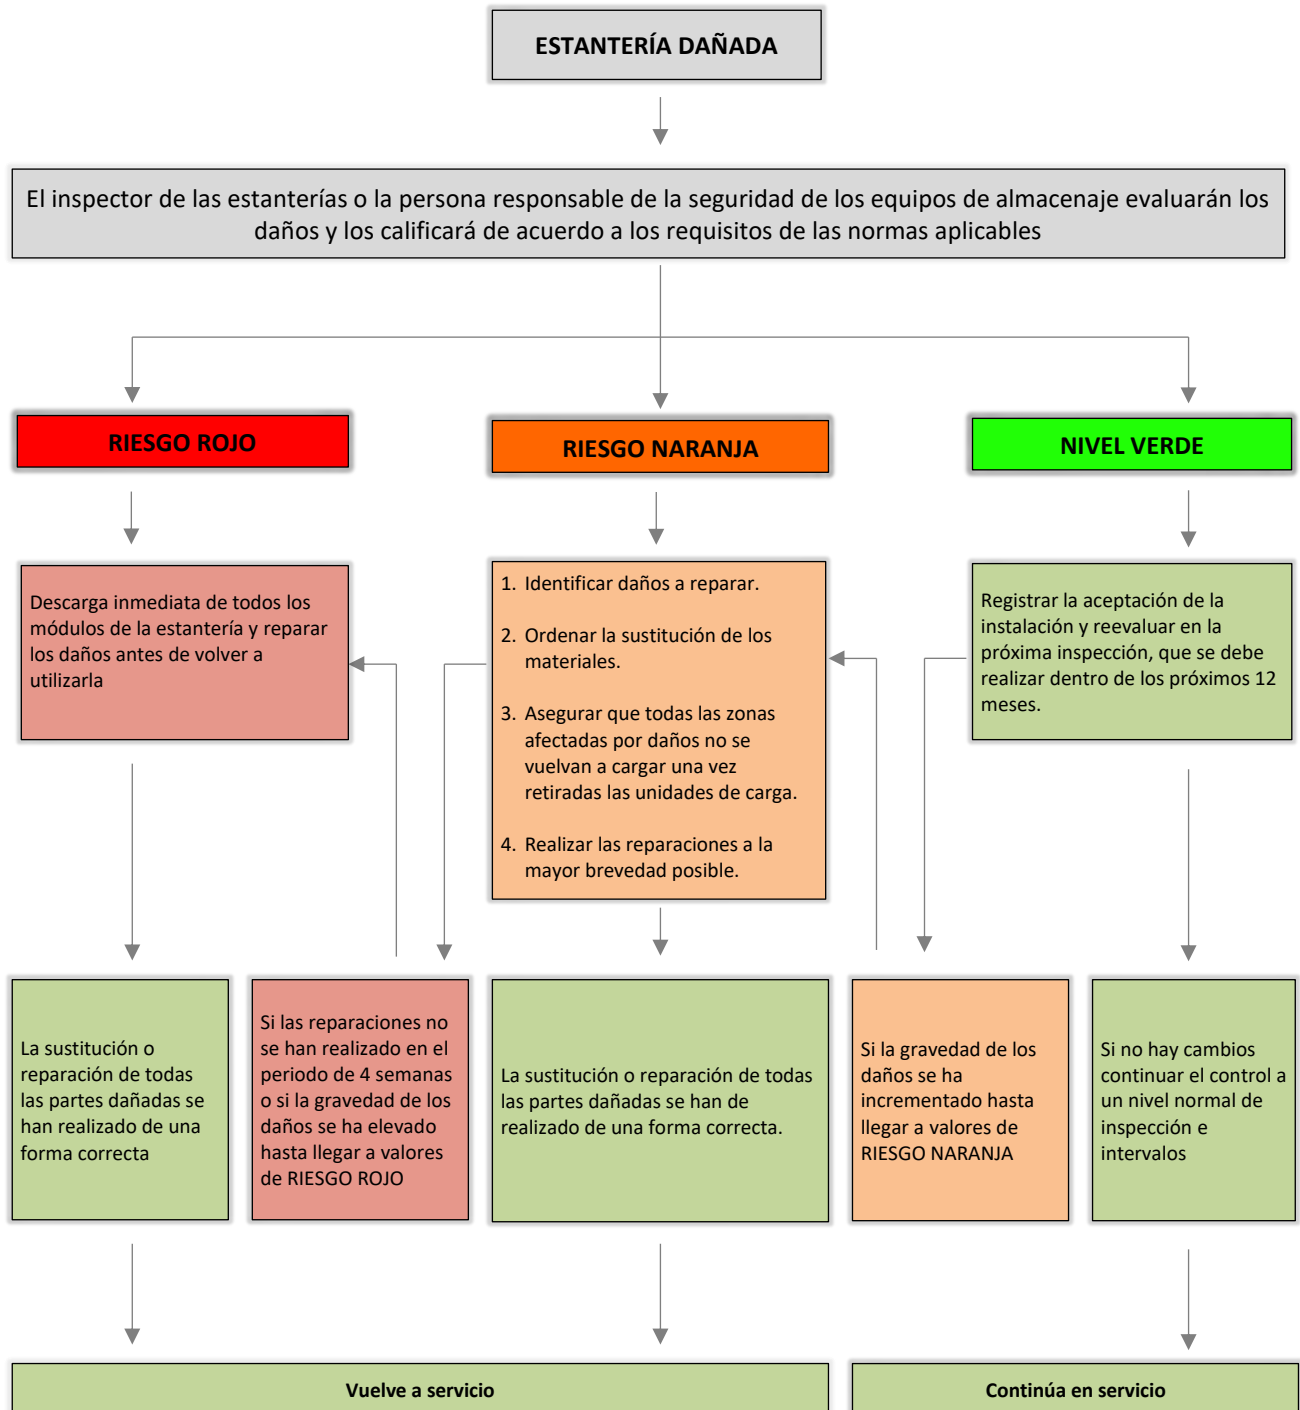 ESTANTERÍA DAÑADA
El inspector de las estanterías o la persona responsable de la seguridad de los equipos de almacenaje evaluarán los
daños y los calificará de acuerdo a los requisitos de las normas aplicables
RIESGO ROJO
RIESGO NARANJA
NIVEL VERDE
Descarga inmediata de todos los
módulos de la estantería y reparar
los daños antes de volver a
utilizarla
1. Identificar daños a reparar.
2. Ordenar la sustitución de los
materiales.
3. Asegurar que todas las zonas
afectadas por daños no se
vuelvan a cargar una vez
retiradas las unidades de carga.
4. Realizar las reparaciones a la
mayor brevedad posible.
Registrar la aceptación de la
instalación y reevaluar en la
próxima inspección, que se debe
realizar dentro de los próximos 12
meses.
La sustitución o
reparación de todas
las partes dañadas se
han realizado de una
forma correcta
Si las reparaciones no
se han realizado en el
periodo de 4 semanas
o si la gravedad de los
daños se ha elevado
hasta llegar a valores
de RIESGO ROJO
La sustitución o reparación de todas
las partes dañadas se han de
realizado de una forma correcta.
Si la gravedad de los
daños se ha
incrementado hasta
llegar a valores de
RIESGO NARANJA
Si no hay cambios
continuar el control a
un nivel normal de
inspección e
intervalos
Vuelve a servicio
Continúa en servicio